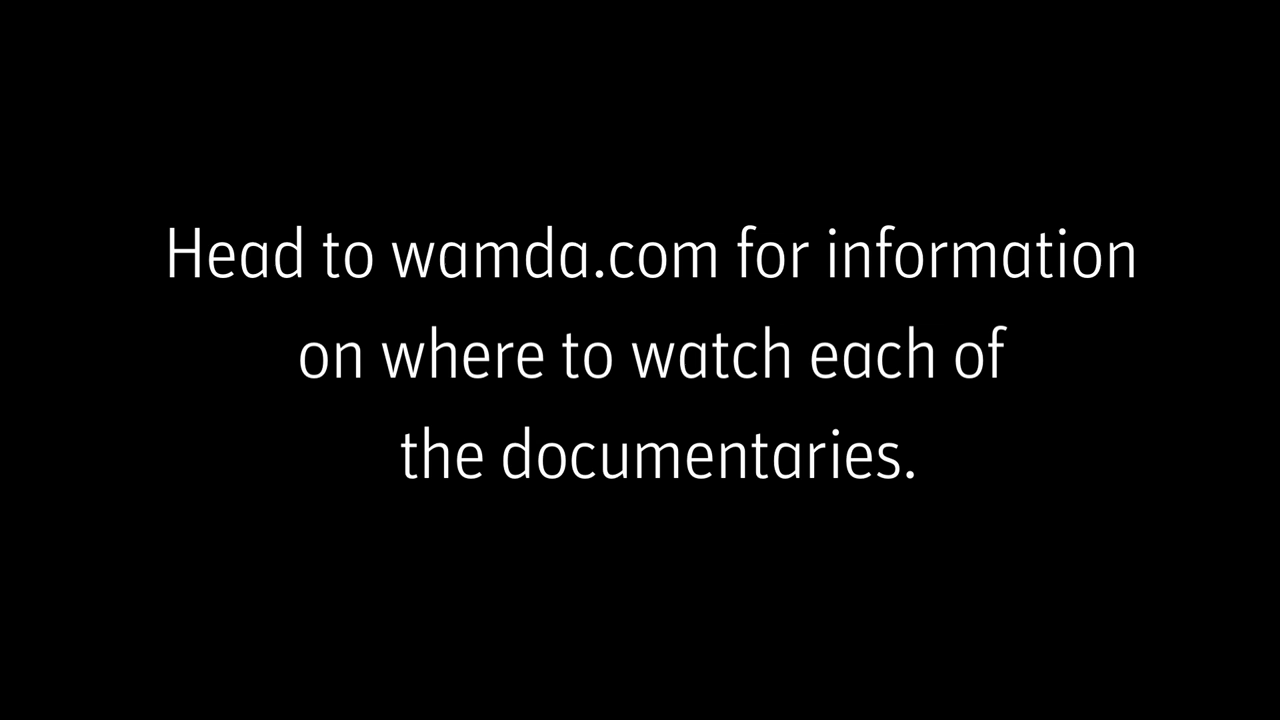 Head to wamda.com for information
on where to watch each of
the documentaries.